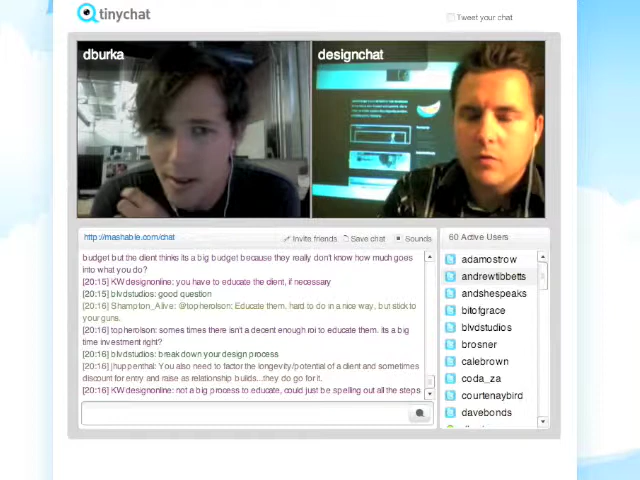 tinychat
Tweet your chat
dburka
designchat
http://mashable.com/chat
Invite friends
Save chat
Sounds
60 Active Users
budget but the client thinks its a big budget because they really don't know how much goes
into what you do?
[20:15] KWdesignonline: you have to educate the client, if necessary
[20:15] blvdstudios: good question
[20:16] Shampton_Alive: @topherolson: Educate them. hard to do in a nice way, but stick to
your guns.
[20:16] topherolson: some times there isn't a decent enough roi to educate them. its a big
time investment right?
[20:16] blvdstudios: break down your design process
[20:16] jhuppenthal: You also need to factor the longevity/potential of a client and sometimes
discount for entry and raise as relationship builds...they do go for it.
[20:16] KWdesignonline: not a big process to educate, could just be spelling out all the steps
adamostrow
andrewtibbetts
andshespeaks
bitofgrace
blvdstudios
brosner
calebrown
coda_za
courtenaybird
davebonds